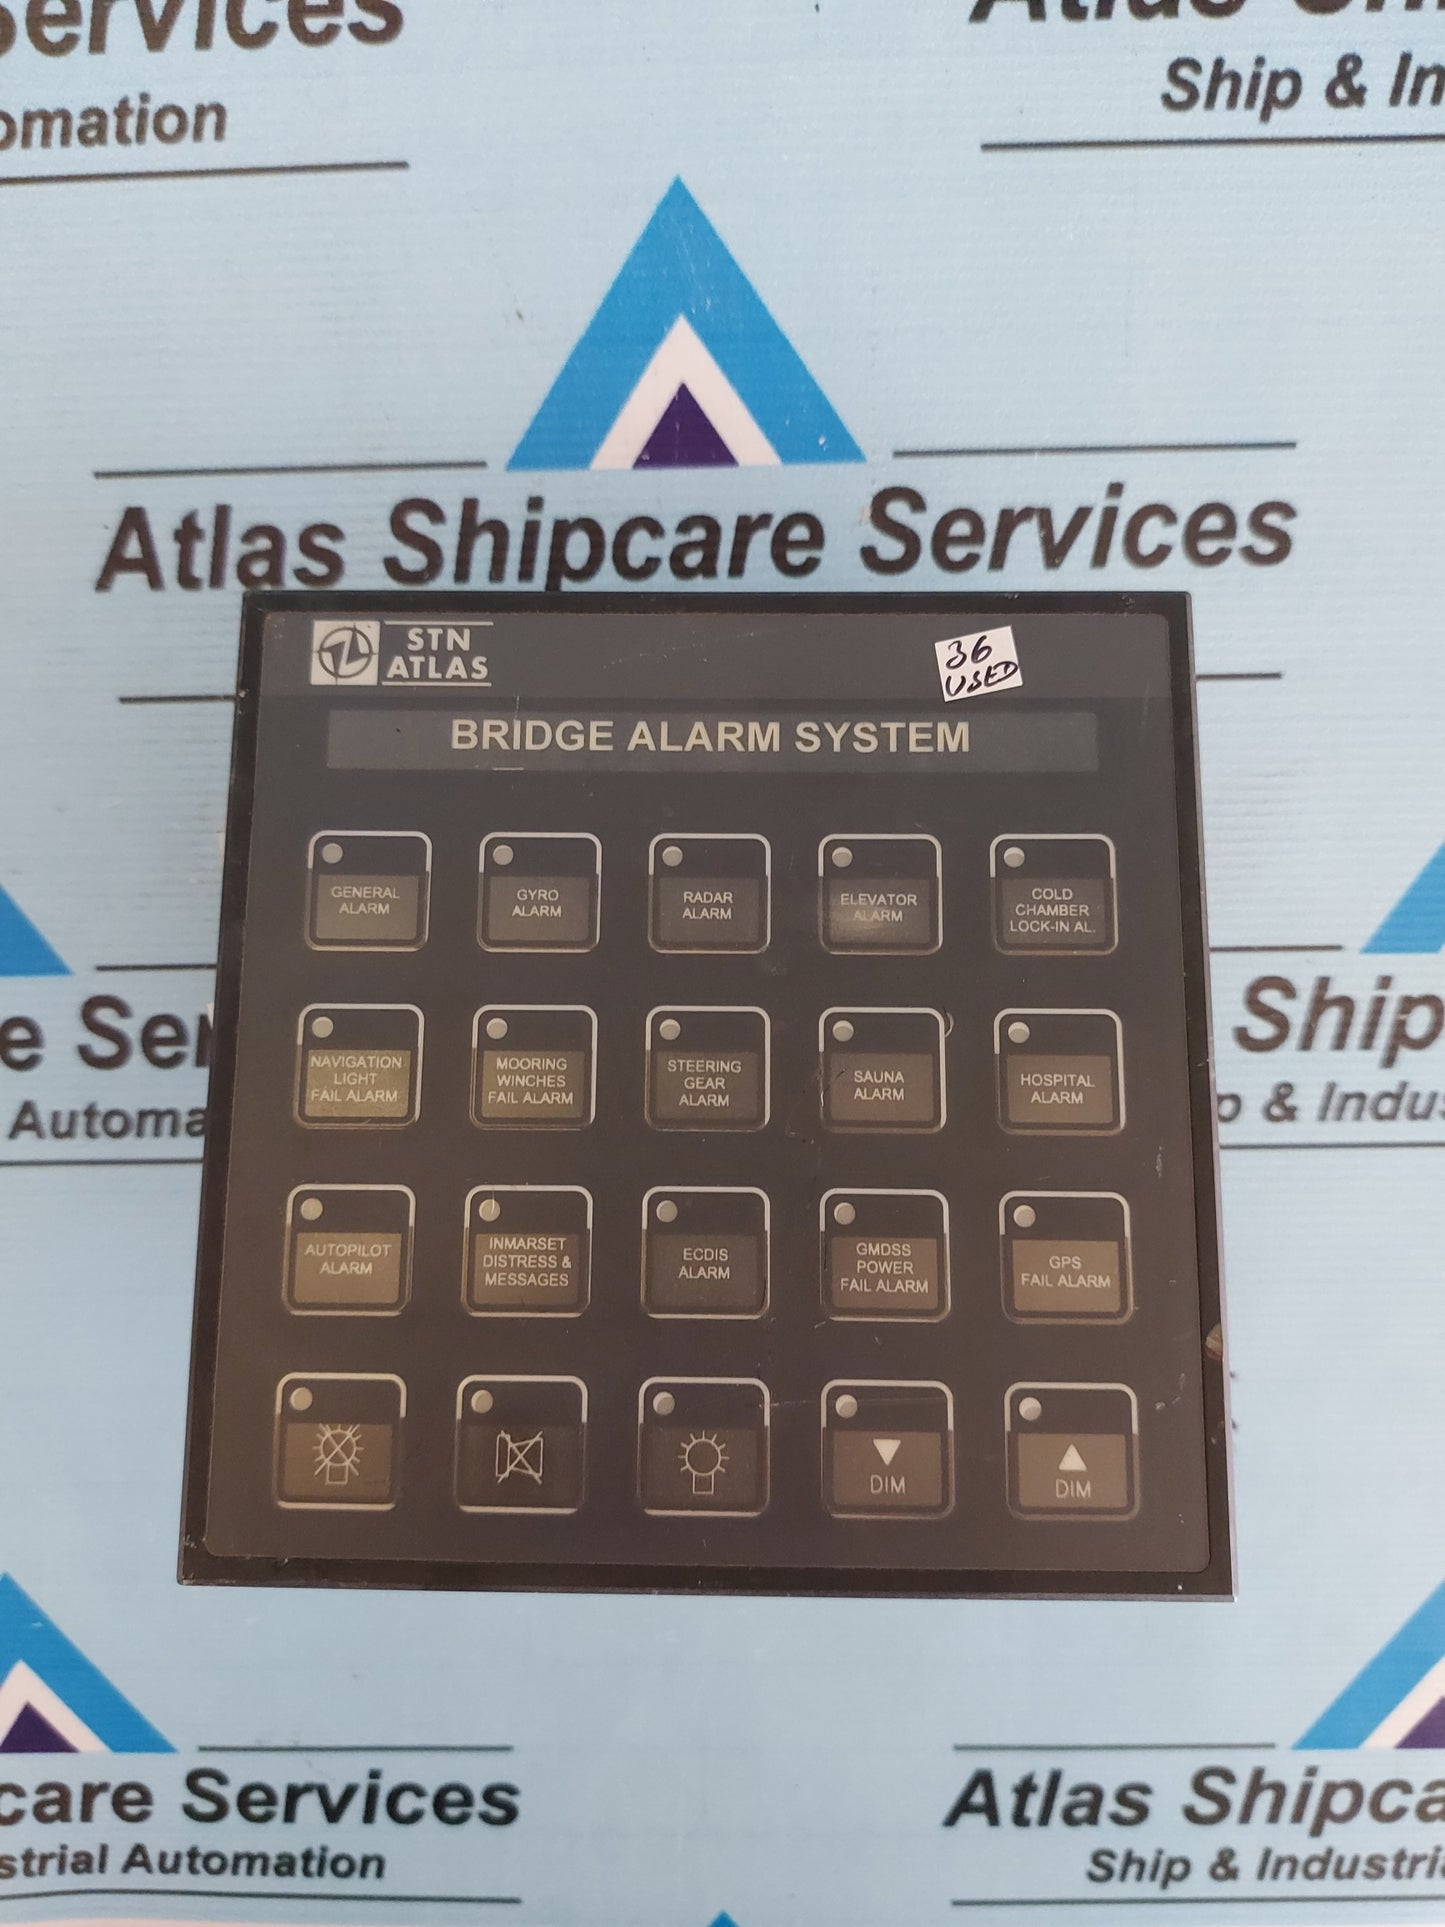 Services
Automation
Ship & In
Atlas Shipcare Services
STN
ATLAS
36
USED
BRIDGE ALARM SYSTEM
GENERAL
ALARM
GYRO
ALARM
RADAR
ALARM
ELEVATOR
ALARM
COLD
CHAMBER
LOCK-IN AL.
NAVIGATION
LIGHT
FAIL ALARM
MOORING
WINCHES
FAIL ALARM
STEERING
GEAR
ALARM
SAUNA
ALARM
HOSPITAL
ALARM
AUTOPILOT
ALARM
INMARSET
DISTRESS &
MESSAGES
ECDIS
ALARM
GMDSS
POWER
FAIL ALARM
GPS
FAIL ALARM
DIM
DIM
e Ser
Automa
Ship
p & Indus
care Services
strial Automation
Atlas Shipca
Ship & Industri